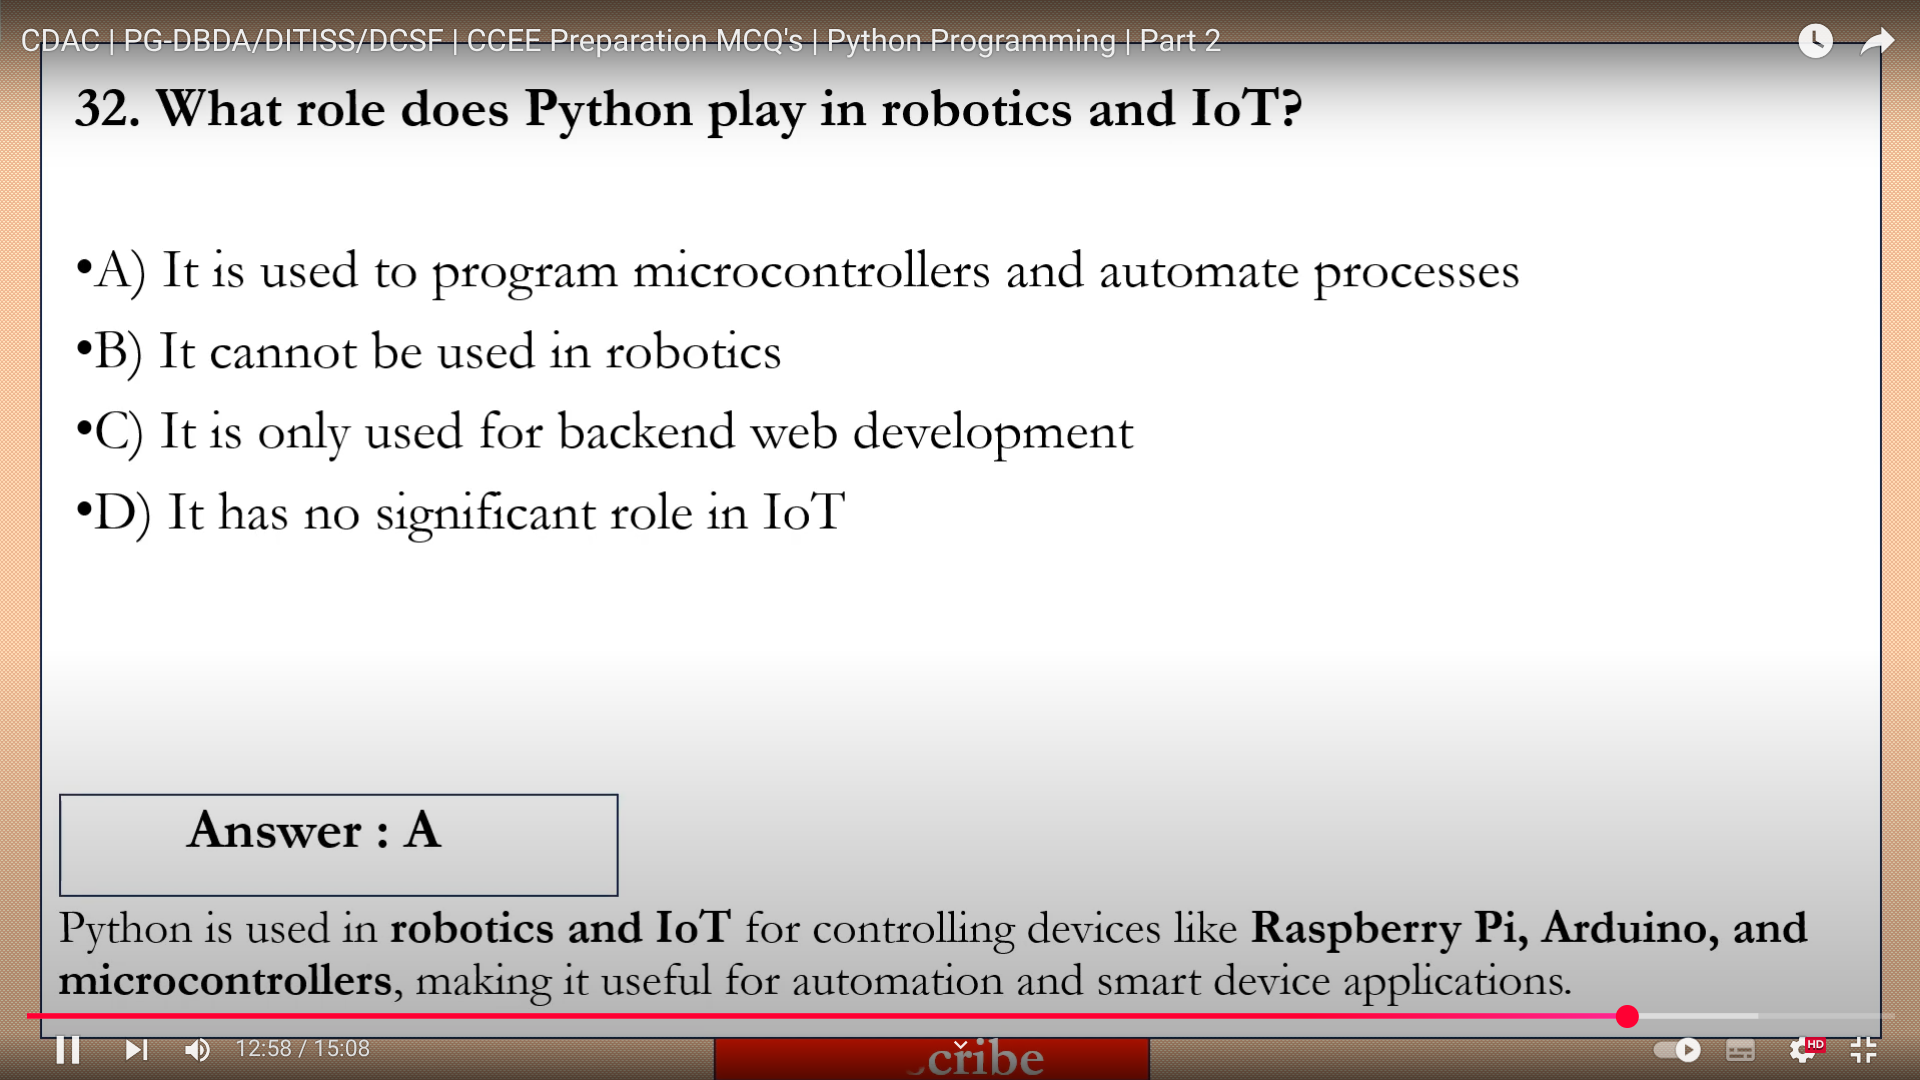 CDAC | PG-DBDA/DITISS/DCSF | CCEE Preparation MCQ's | Python Programming | Part 2
32. What role does Python play in robotics and IoT?
•A) It is used to program microcontrollers and automate processes
•B) It cannot be used in robotics
•C) It is only used for backend web development
•D) It has no significant role in IoT
Answer : A
Python is used in robotics and IoT for controlling devices like Raspberry Pi, Arduino, and
microcontrollers, making it useful for automation and smart device applications.
12:58 / 15:08
HD